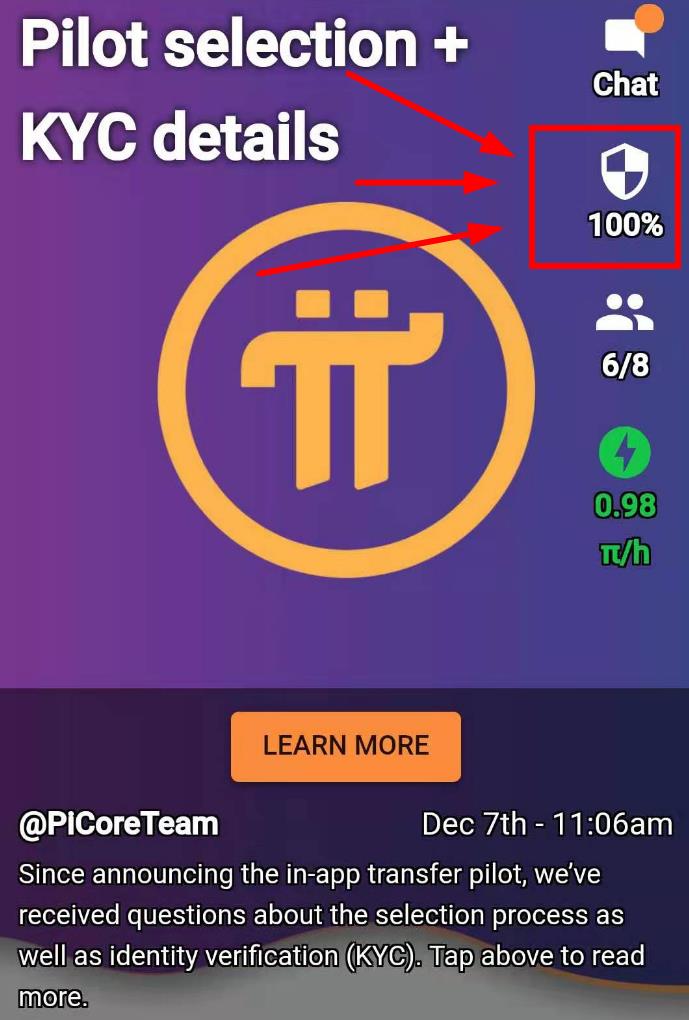 Pilot selection +
KYC details
Chat
100%
6/8
0.98
π/h
LEARN MORE
@PiCoreTeam
Dec 7th - 11:06am
Since announcing the in-app transfer pilot, we’ve
received questions about the selection process as
well as identity verification (KYC). Tap above to read
more.